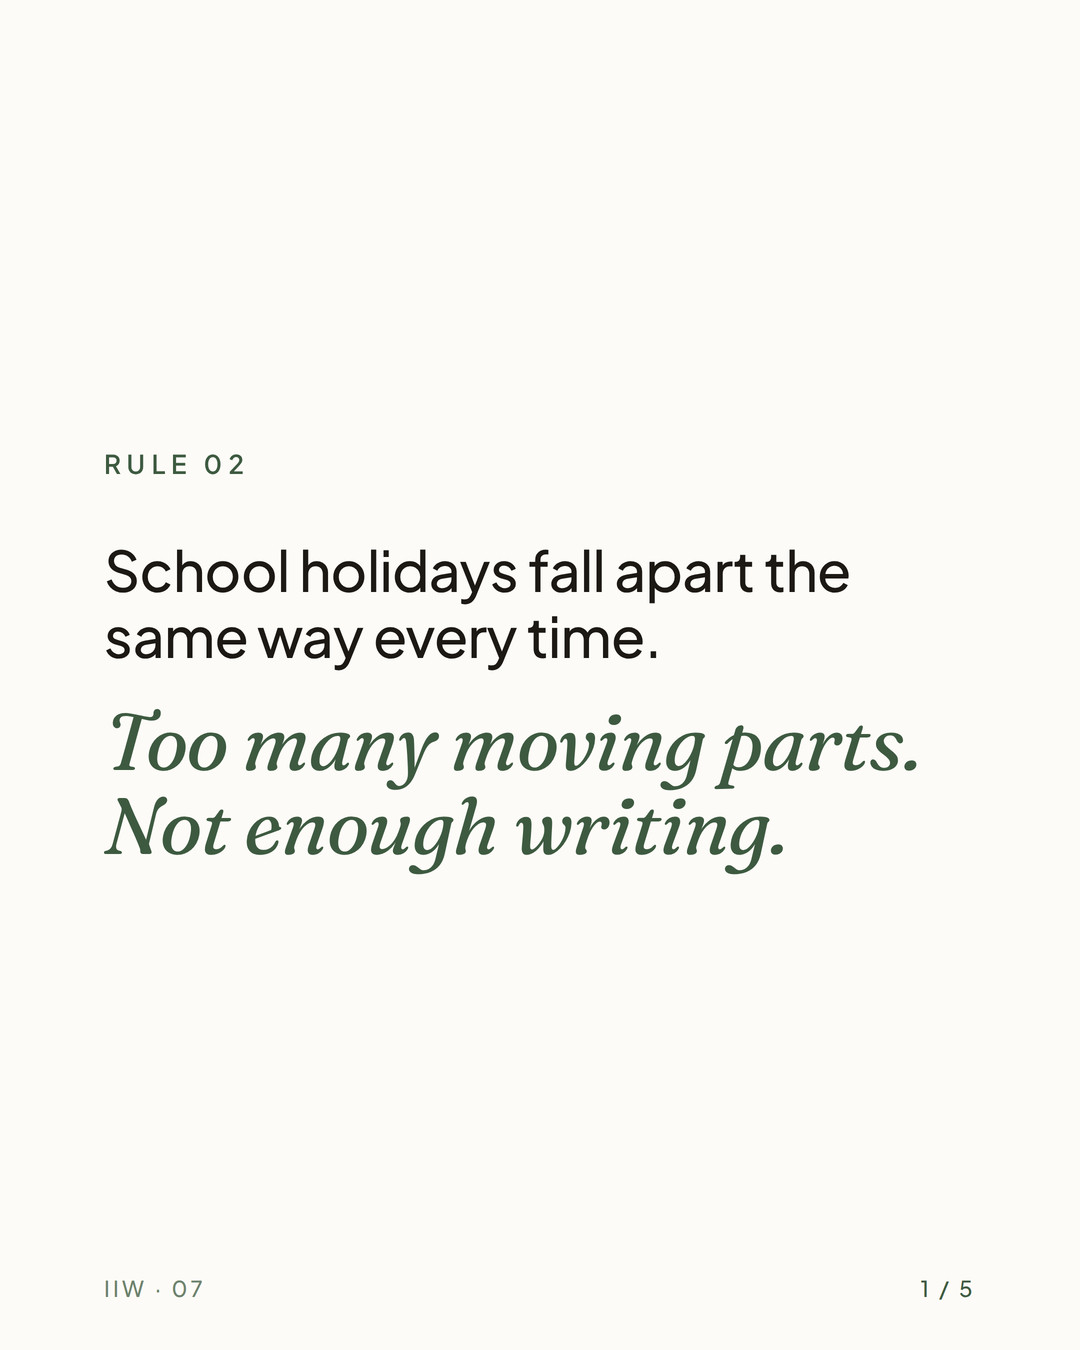 RULE 02
School holidays fall apart the
same way every time.
Too many moving parts.
Not enough writing.
IIW · 07
1 / 5